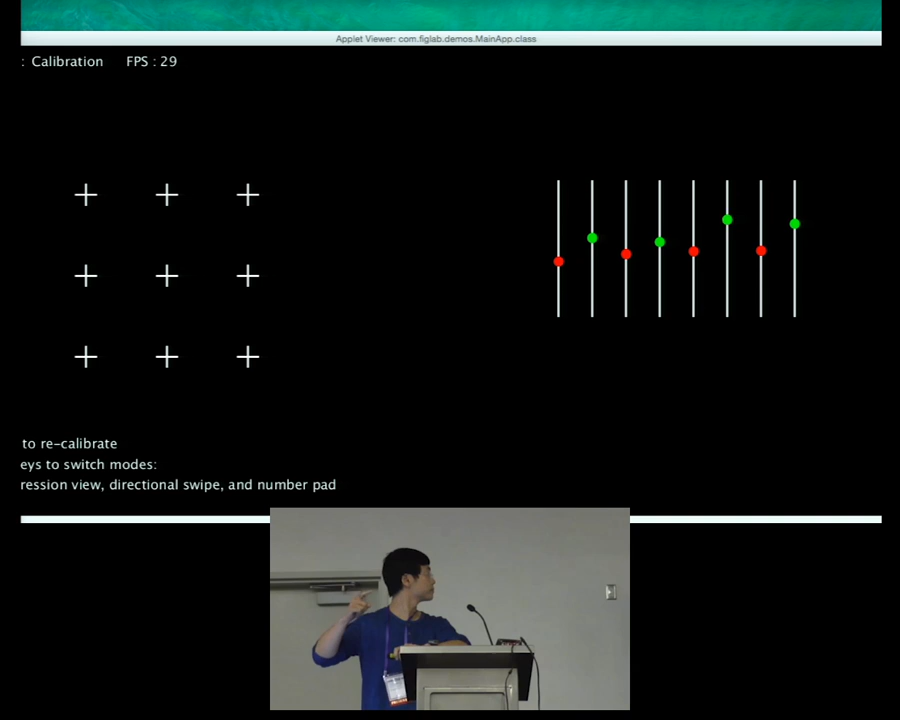 Applet Viewer: com.figlab.demos.MainApp.class
: Calibration FPS : 29
to re-calibrate
eys to switch modes:
ression view, directional swipe, and number pad